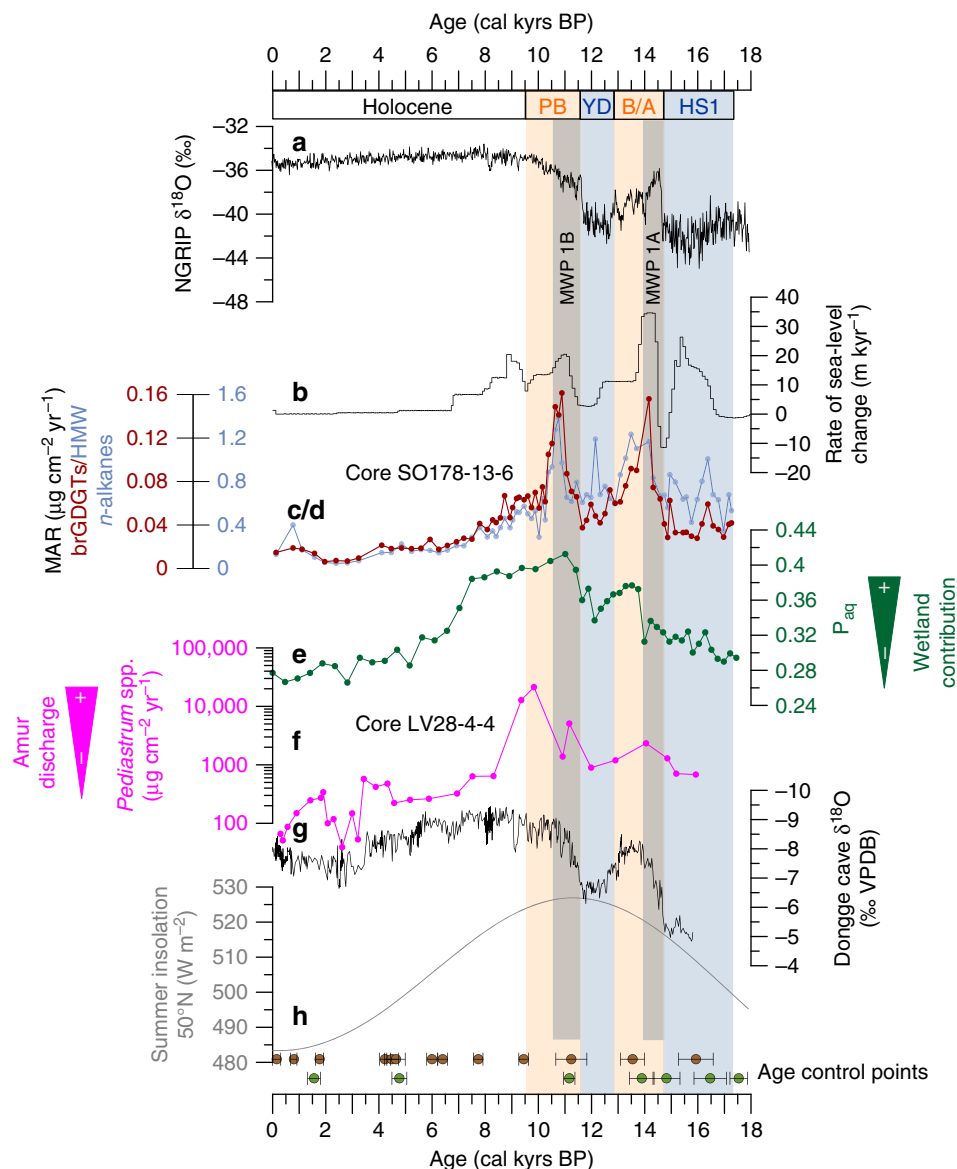 Age (cal kyrs BP)
0 2 4 6 8 10 12 14 16 18
Holocene PB YD B/A HS1
a
NGRIP δ18O (‰)
−32
−36
−40
−44
−48
MWP 1B
MWP 1A
b
Rate of sea-level
change (m kyr−1)
40
30
20
10
0
−10
−20
MAR (µg cm−2 yr−1)
brGDGTs/HMW
n-alkanes
0.16 1.6
0.12 1.2
0.08 0.8
0.04 0.4
0 0
Core SO178-13-6
c/d
0.44
0.4
0.36
0.32
0.28
0.24
Paq
+
−
Wetland
contribution
e
Amur
discharge
+
−
Pediastrum spp.
(µg cm−2 yr−1)
100,000
10,000
1000
100
Core LV28-4-4
f
g
−10
−9
−8
−7
−6
−5
−4
Dongge cave δ18O
(‰ VPDB)
Summer insolation
50°N (W m−2)
530
520
510
500
490
480
h
Age control points
0 2 4 6 8 10 12 14 16 18
Age (cal kyrs BP)